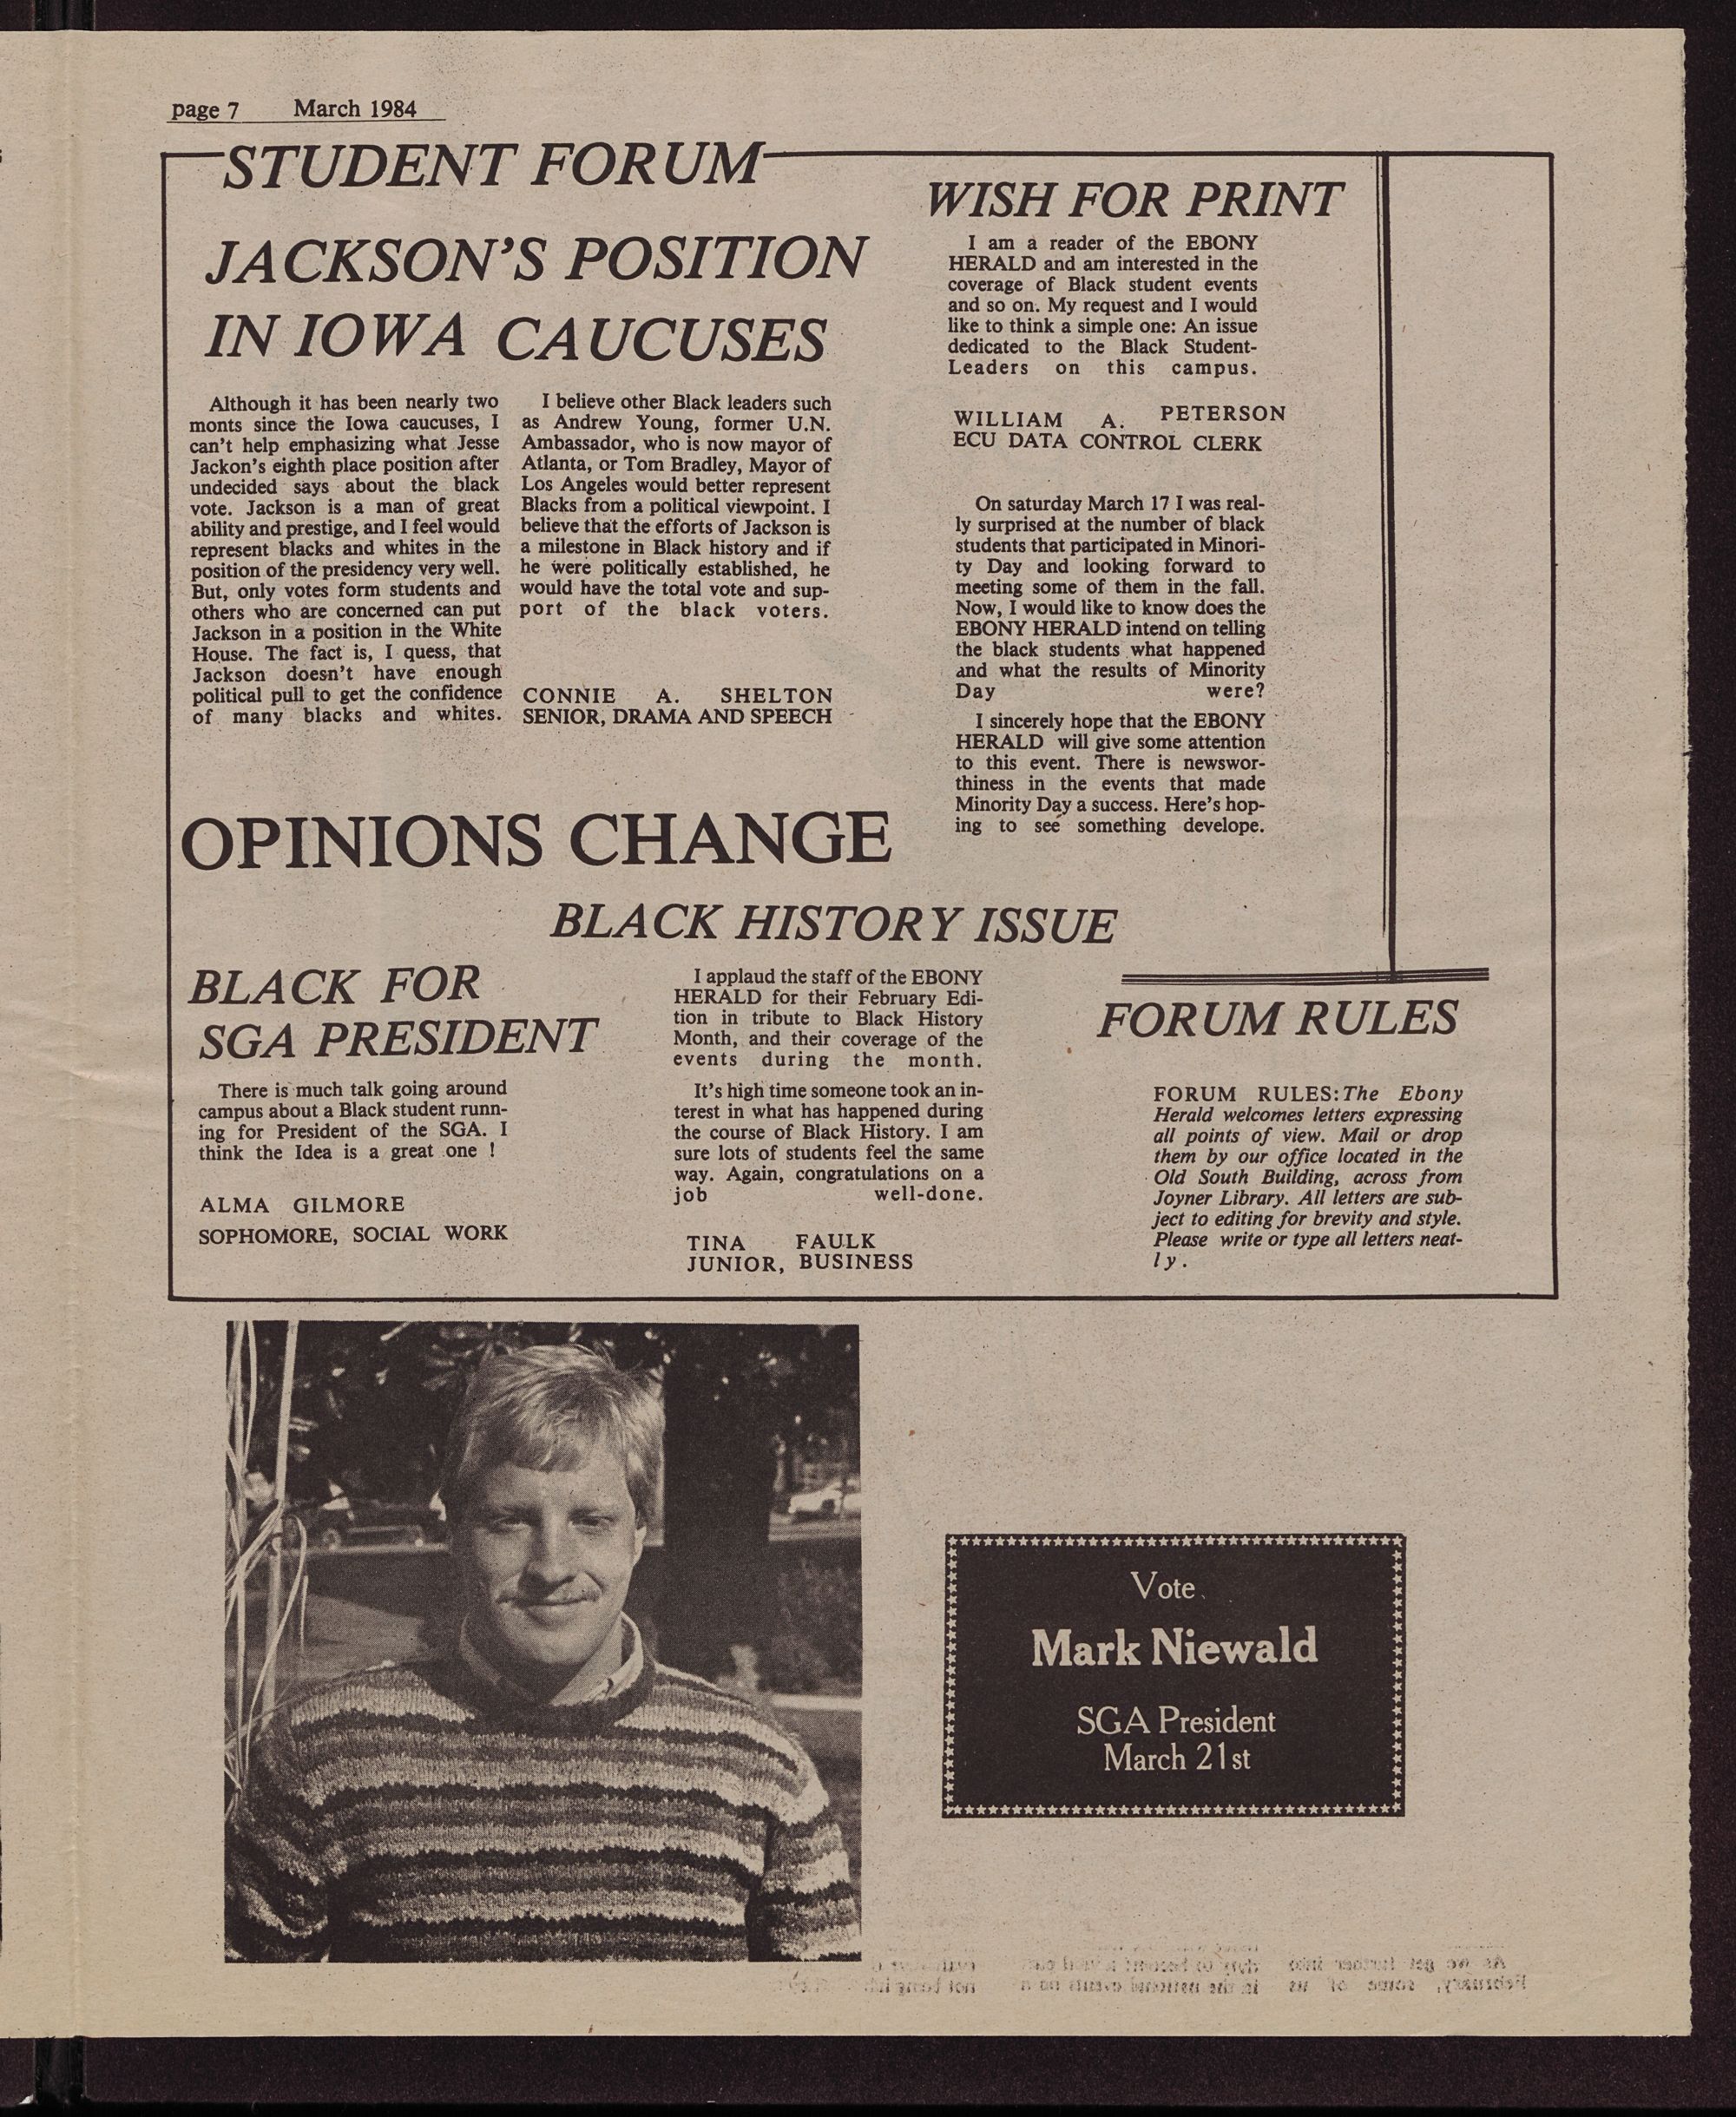 page 7 March 1984
STUDENT FORUM
JACKSON'S POSITION
IN IOWA CAUCUSES
Although it has been nearly two
monts since the Iowa caucuses, I
can't help emphasizing what Jesse
Jackon's eighth place position after
undecided says about the black
vote. Jackson is a man of great
ability and prestige, and I feel would
represent blacks and whites in the
position of the presidency very well.
But, only votes form students and
others who are concerned can put
Jackson in a position in the White
House. The fact is, I quess, that
Jackson doesn't have enough
political pull to get the confidence
of many blacks and whites.
I believe other Black leaders such
as Andrew Young, former U.N.
Ambassador, who is now mayor of
Atlanta, or Tom Bradley, Mayor of
Los Angeles would better represent
Blacks from a political viewpoint. I
believe that the efforts of Jackson is
a milestone in Black history and if
he were politically established, he
would have the total vote and sup-
port of the black voters.
CONNIE A. SHELTON
SENIOR, DRAMA AND SPEECH
WISH FOR PRINT
I am a reader of the EBONY
HERALD and am interested in the
coverage of Black student events
and so on. My request and I would
like to think a simple one: An issue
dedicated to the Black Student-
Leaders on this campus.
WILLIAM A. PETERSON
ECU DATA CONTROL CLERK
On saturday March 17 I was real-
ly surprised at the number of black
students that participated in Minori-
ty Day and looking forward to
meeting some of them in the fall.
Now, I would like to know does the
EBONY HERALD intend on telling
the black students what happened
and what the results of Minority
Day were?
I sincerely hope that the EBONY
HERALD will give some attention
to this event. There is newswor-
thiness in the events that made
Minority Day a success. Here's hop-
ing to see something develope.
OPINIONS CHANGE
BLACK FOR
SGA PRESIDENT
There is much talk going around
campus about a Black student runn-
ing for President of the SGA. I
think the Idea is a great one !
ALMA GILMORE
SOPHOMORE, SOCIAL WORK
BLACK HISTORY ISSUE
I applaud the staff of the EBONY
HERALD for their February Edi-
tion in tribute to Black History
Month, and their coverage of the
events during the month.
It's high time someone took an in-
terest in what has happened during
the course of Black History. I am
sure lots of students feel the same
way. Again, congratulations on a
job well-done.
TINA FAULK
JUNIOR, BUSINESS
FORUM RULES
FORUM RULES: The Ebony
Herald welcomes letters expressing
all points of view. Mail or drop
them by our office located in the
Old South Building, across from
Joyner Library. All letters are sub-
ject to editing for brevity and style.
Please write or type all letters neat-
ly.
Vote
Mark Niewald
SGA President
March 21st